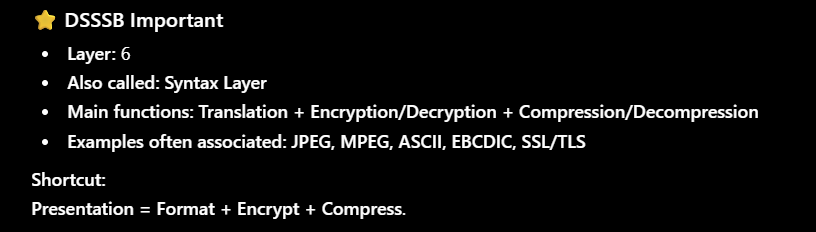 ⭐ DSSSB Important
• Layer: 6
• Also called: Syntax Layer
• Main functions: Translation + Encryption/Decryption + Compression/Decompression
• Examples often associated: JPEG, MPEG, ASCII, EBCDIC, SSL/TLS
Shortcut:
Presentation = Format + Encrypt + Compress.